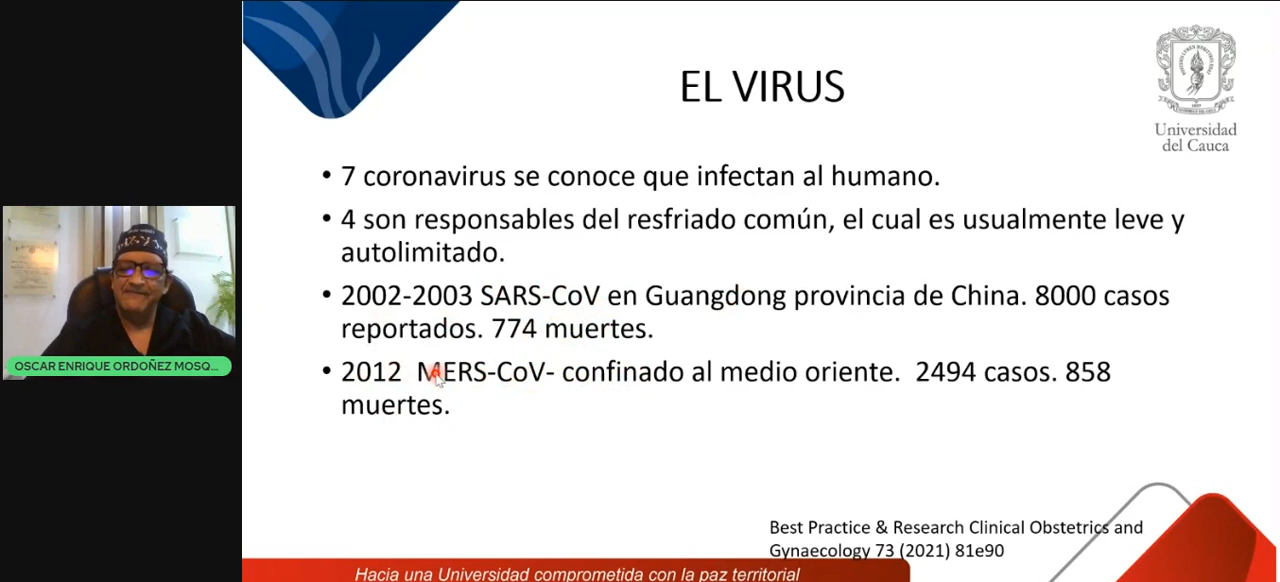 EL VIRUS
Universidad
del Cauca
• 7 coronavirus se conoce que infectan al humano.
• 4 son responsables del resfriado común, el cual es usualmente leve y
autolimitado.
• 2002-2003 SARS-CoV en Guangdong provincia de China. 8000 casos
reportados. 774 muertes.
• 2012 MERS-CoV- confinado al medio oriente. 2494 casos. 858
muertes.
OSCAR ENRIQUE ORDOÑEZ MOSQ...
Best Practice & Research Clinical Obstetrics and
Gynaecology 73 (2021) 81e90
Hacia una Universidad comprometida con la paz territorial